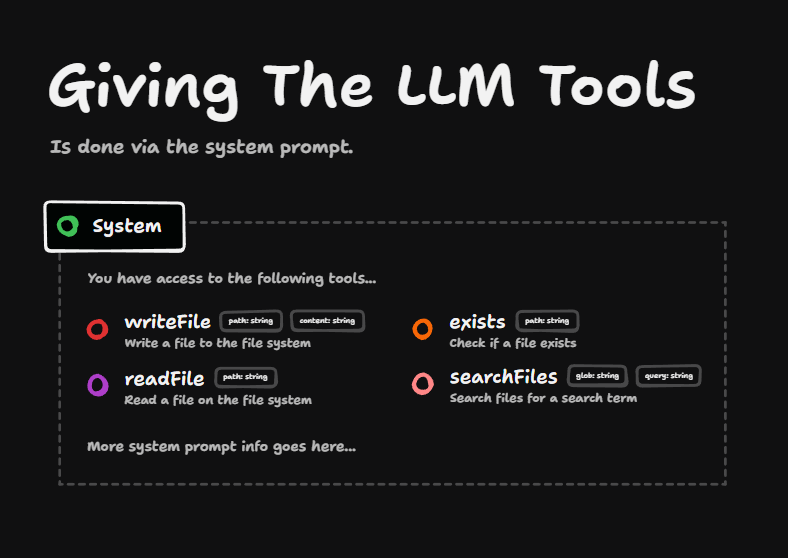 Giving The LLM Tools
Is done via the system prompt.
System
You have access to the following tools...
writeFile path: string content: string
Write a file to the file system
exists path: string
Check if a file exists
readFile path: string
Read a file on the file system
searchFiles glob: string query: string
Search files for a search term
More system prompt info goes here...